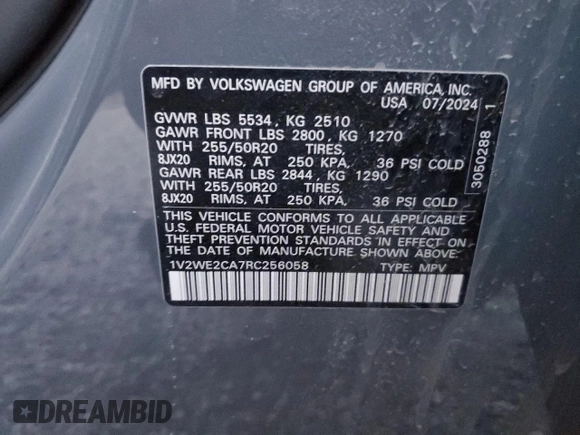 MFD BY VOLKSWAGEN GROUP OF AMERICA, INC.
USA 07/2024
GVWR LBS 5534, KG 2510
GAWR FRONT LBS 2800, KG 1270
WITH 255/50R20 TIRES,
8JX20 RIMS, AT 250 KPA, 36 PSI COLD
GAWR REAR LBS 2844, KG 1290
WITH 255/50R20 TIRES,
8JX20 RIMS, AT 250 KPA, 36 PSI COLD
THIS VEHICLE CONFORMS TO ALL APPLICABLE
U.S. FEDERAL MOTOR VEHICLE SAFETY AND
THEFT PREVENTION STANDARDS IN EFFECT ON
THE DATE OF MANUFACTURE SHOWN ABOVE.
1V2WE2CA7RC256058 TYPE: MPV
3050288 1
DREAMBID